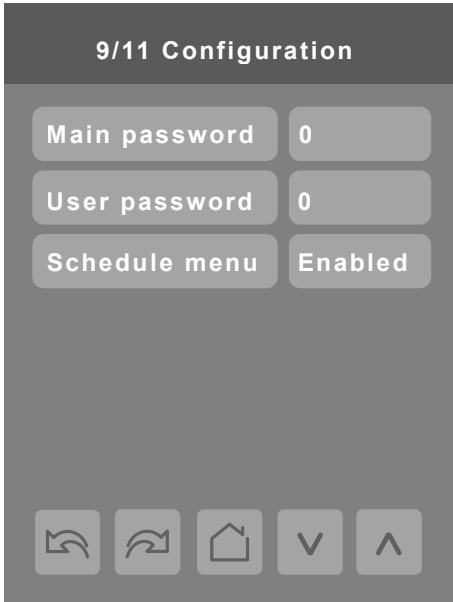 9/11 Configuration
Main password 0
User password 0
Schedule menu Enabled